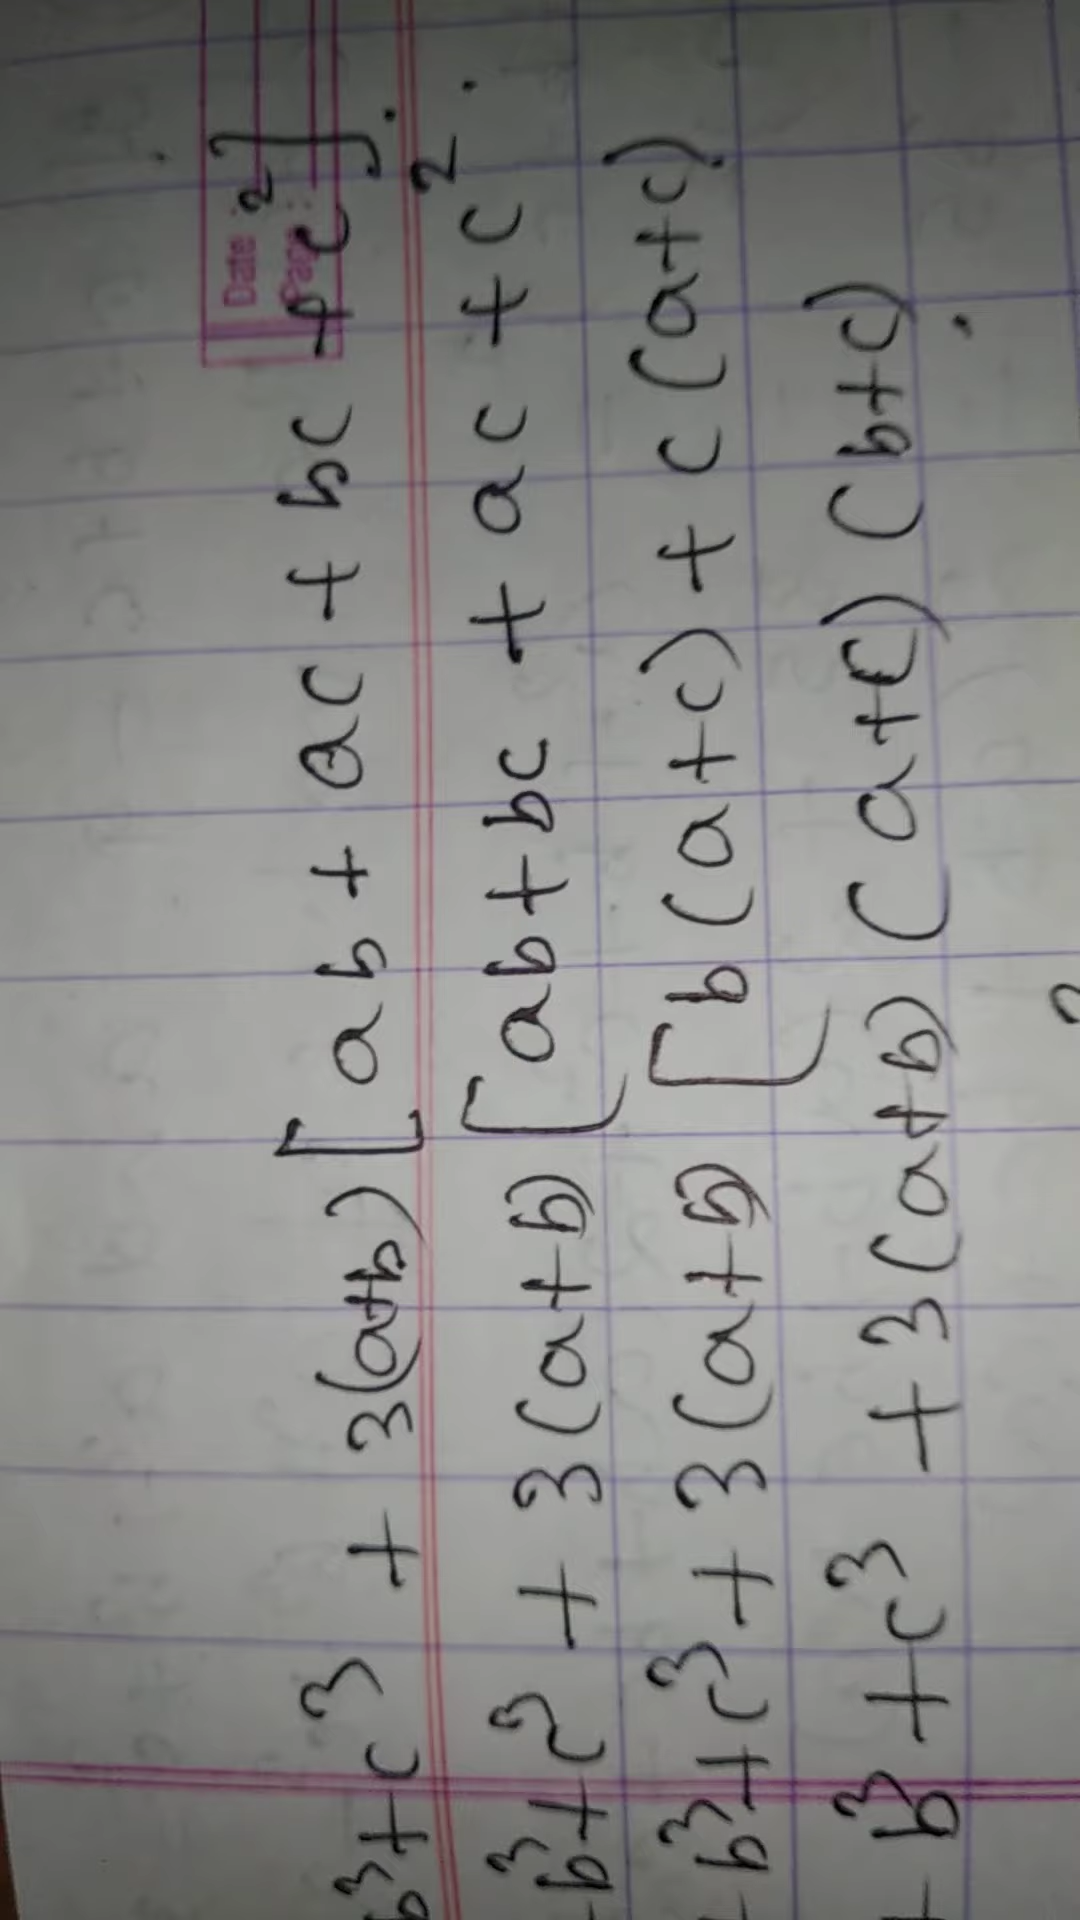 Date :
Page :
b³+c³ + 3(a+b) [ab + ac + bc + c²].
b³+c³ + 3(a+b) [ab+bc + ac + c².
- b³+c³ + 3(a+b) [b(a+c) + c(a+c)
- b³ +c³ + 3(a+b) (a+c) (b+c).